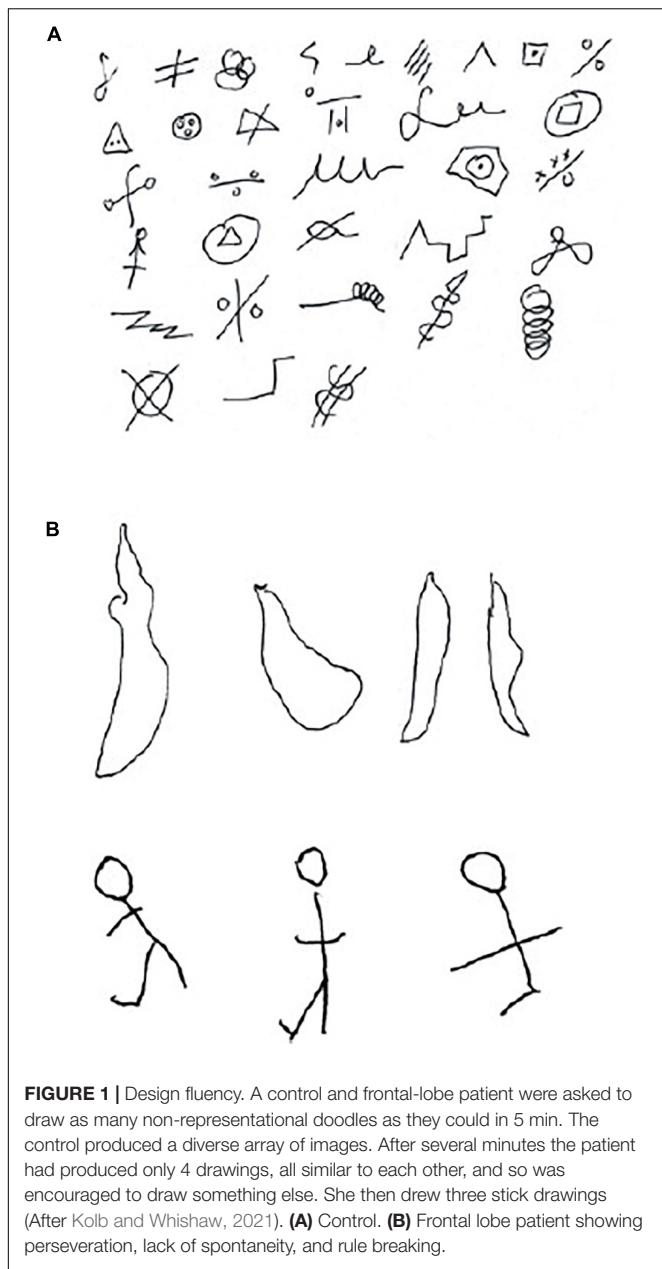 A
B
FIGURE 1 | Design fluency. A control and frontal-lobe patient were asked to
draw as many non-representational doodles as they could in 5 min. The
control produced a diverse array of images. After several minutes the patient
had produced only 4 drawings, all similar to each other, and so was
encouraged to draw something else. She then drew three stick drawings
(After Kolb and Whishaw, 2021). (A) Control. (B) Frontal lobe patient showing
perseveration, lack of spontaneity, and rule breaking.